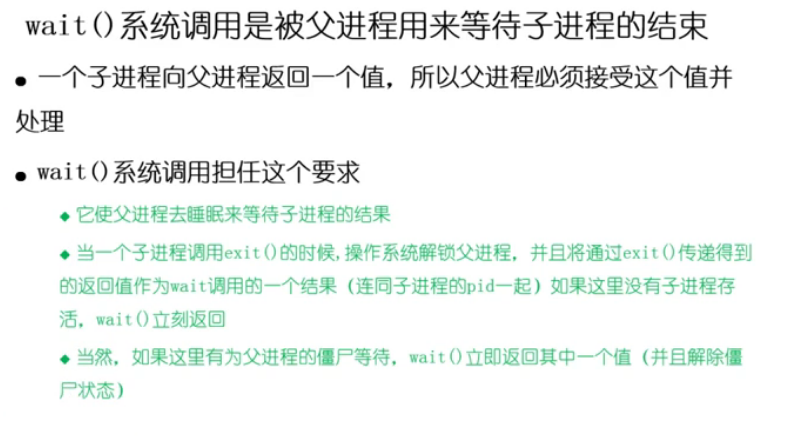 wait()系统调用是被父进程用来等待子进程的结束
● 一个子进程向父进程返回一个值，所以父进程必须接受这个值并
处理
● wait()系统调用担任这个要求
◆ 它使父进程去睡眠来等待子进程的结果
◆ 当一个子进程调用exit()的时候,操作系统解锁父进程，并且将通过exit()传递得到
的返回值作为wait调用的一个结果（连同子进程的pid一起）如果这里没有子进程存
活，wait()立刻返回
◆ 当然，如果这里有为父进程的僵尸等待，wait()立即返回其中一个值（并且解除僵
尸状态）